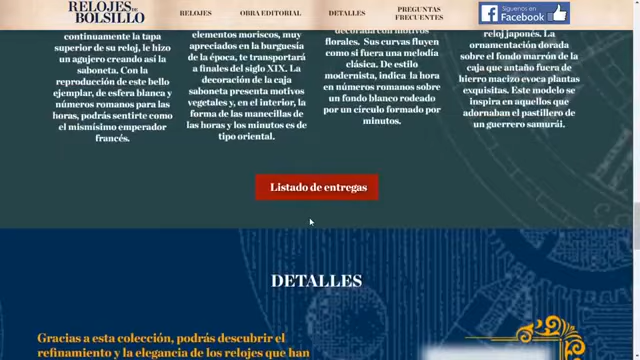 RELOJES DE
BOLSILLO
RELOJES
OBRA EDITORIAL
DETALLES
PREGUNTAS
FRECUENTES
Síguenos en
Facebook
continuamente la tapa
superior de su reloj, le hizo
un agujero creando así la
saboneta. Con la
reproducción de este bello
ejemplar, de esfera blanca y
números romanos para las
horas, podrás sentirte como
el mismísimo emperador
francés.
elementos moriscos, muy
apreciados en la burguesía
de la época, te transportará
a finales del siglo XIX. La
decoración de la caja
saboneta presenta motivos
vegetales y, en el interior, la
forma de las manecillas de
las horas y los minutos es de
tipo oriental.
decorada con motivos
florales. Sus curvas fluyen
como si fuera una melodía
clásica. De estilo
modernista, indica la hora
en números romanos sobre
un fondo blanco rodeado
por un círculo formado por
minutos.
reloj japonés. La
ornamentación dorada
sobre el fondo marrón de la
caja que antaño fuera de
hierro macizo evoca plantas
exquisitas. Este modelo se
inspira en aquellos que
adornaban el pastillero de
un guerrero samurái.
Listado de entregas
DETALLES
Gracias a esta colección, podrás descubrir el
refinamiento y la elegancia de los relojes que han